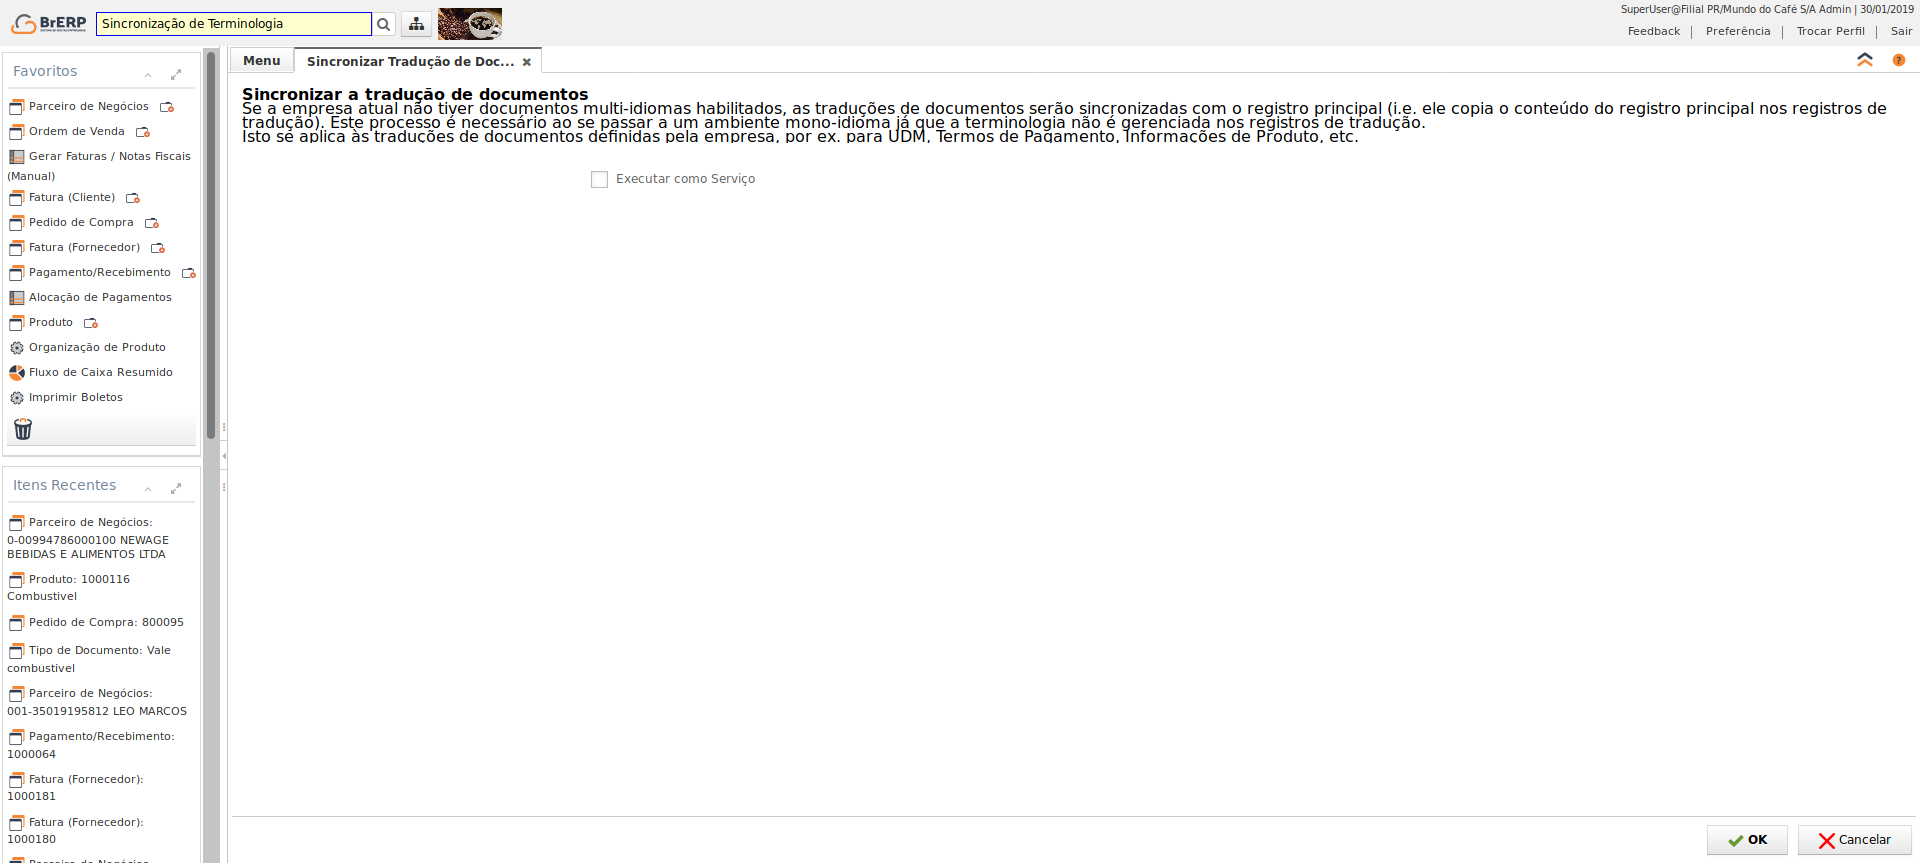 BrERP
Sincronização de Terminologia
SuperUser@Filial PR/Mundo do Café S/A Admin | 30/01/2019
Feedback | Preferência | Trocar Perfil | Sair
Favoritos
Parceiro de Negócios
Ordem de Venda
Gerar Faturas / Notas Fiscais
(Manual)
Fatura (Cliente)
Pedido de Compra
Fatura (Fornecedor)
Pagamento/Recebimento
Alocação de Pagamentos
Produto
Organização de Produto
Fluxo de Caixa Resumido
Imprimir Boletos
Itens Recentes
Parceiro de Negócios:
0-00994786000100 NEWAGE
BEBIDAS E ALIMENTOS LTDA
Produto: 1000116
Combustivel
Pedido de Compra: 800095
Tipo de Documento: Vale
combustivel
Parceiro de Negócios:
001-35019195812 LEO MARCOS
Pagamento/Recebimento:
1000064
Fatura (Fornecedor):
1000181
Fatura (Fornecedor):
1000180
Parceiro de Negócios
Menu
Sincronizar Tradução de Doc...
Sincronizar a tradução de documentos
Se a empresa atual não tiver documentos multi-idiomas habilitados, as traduções de documentos serão sincronizadas com o registro principal (i.e. ele copia o conteúdo do registro principal nos registros de
tradução). Este processo é necessário ao se passar a um ambiente mono-idioma já que a terminologia não é gerenciada nos registros de tradução.
Isto se aplica às traduções de documentos definidas pela empresa, por ex. para UDM, Termos de Pagamento, Informações de Produto, etc.
Executar como Serviço
OK
Cancelar